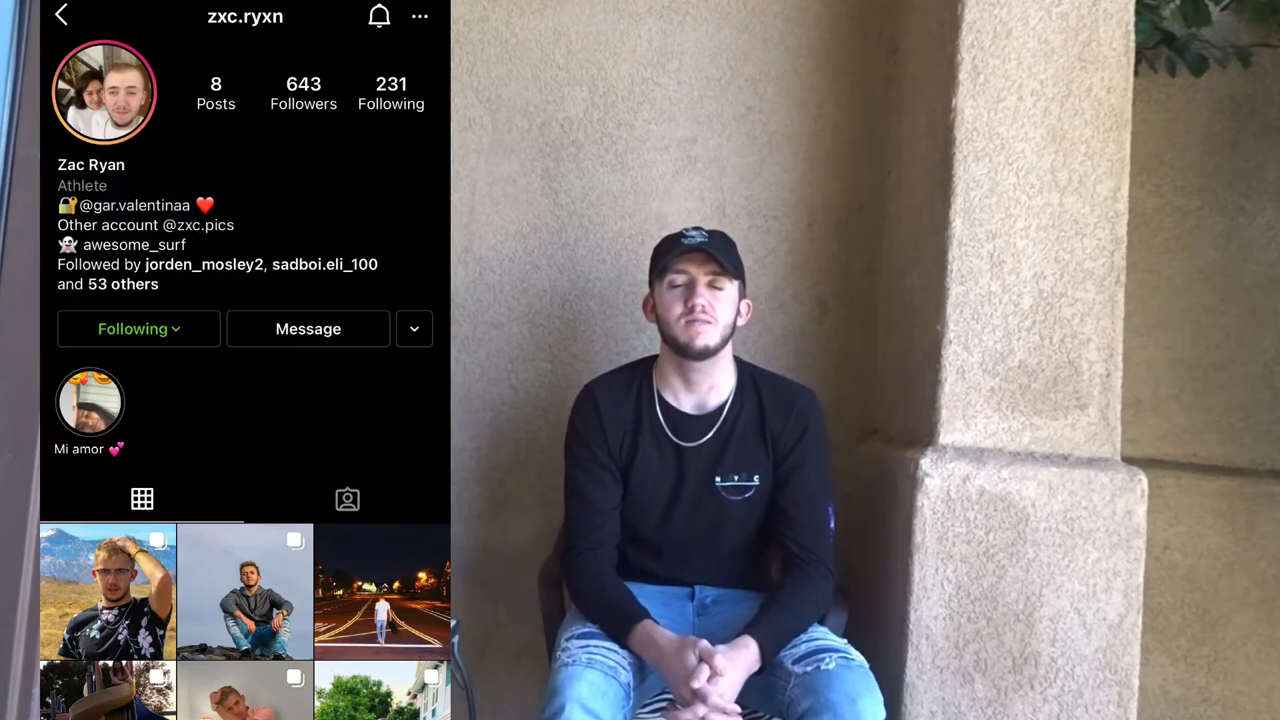 zxc.ryxn
8 643 231
Posts Followers Following
Zac Ryan
Athlete
🔐@gar.valentinaa ❤️
Other account @zxc.pics
👻 awesome_surf
Followed by jorden_mosley2, sadboi.eli_100
and 53 others
Following Message
Mi amor 💕
N Y C